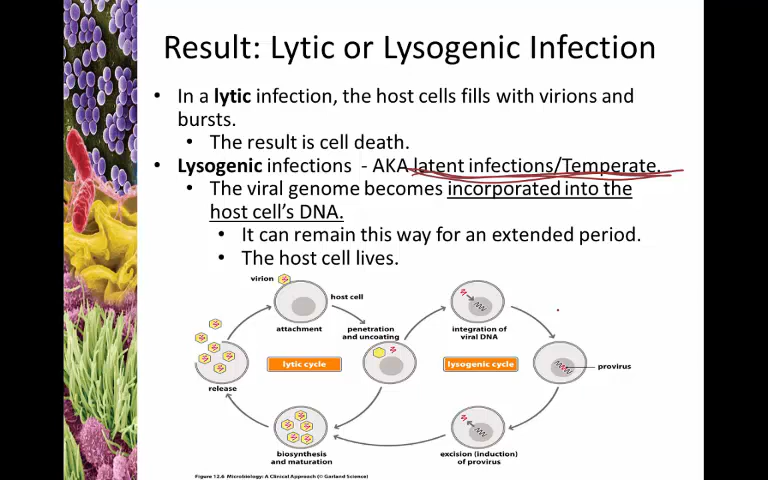 Result: Lytic or Lysogenic Infection
• In a lytic infection, the host cells fills with virions and
bursts.
• The result is cell death.
• Lysogenic infections - AKA latent infections/Temperate.
• The viral genome becomes incorporated into the
host cell's DNA.
• It can remain this way for an extended period.
• The host cell lives.
virion
host cell
attachment
penetration
and uncoating
integration of
viral DNA
lytic cycle
lysogenic cycle
provirus
release
biosynthesis
and maturation
excision (induction)
of provirus
Figure 12.6 Microbiology: A Clinical Approach (© Garland Science)